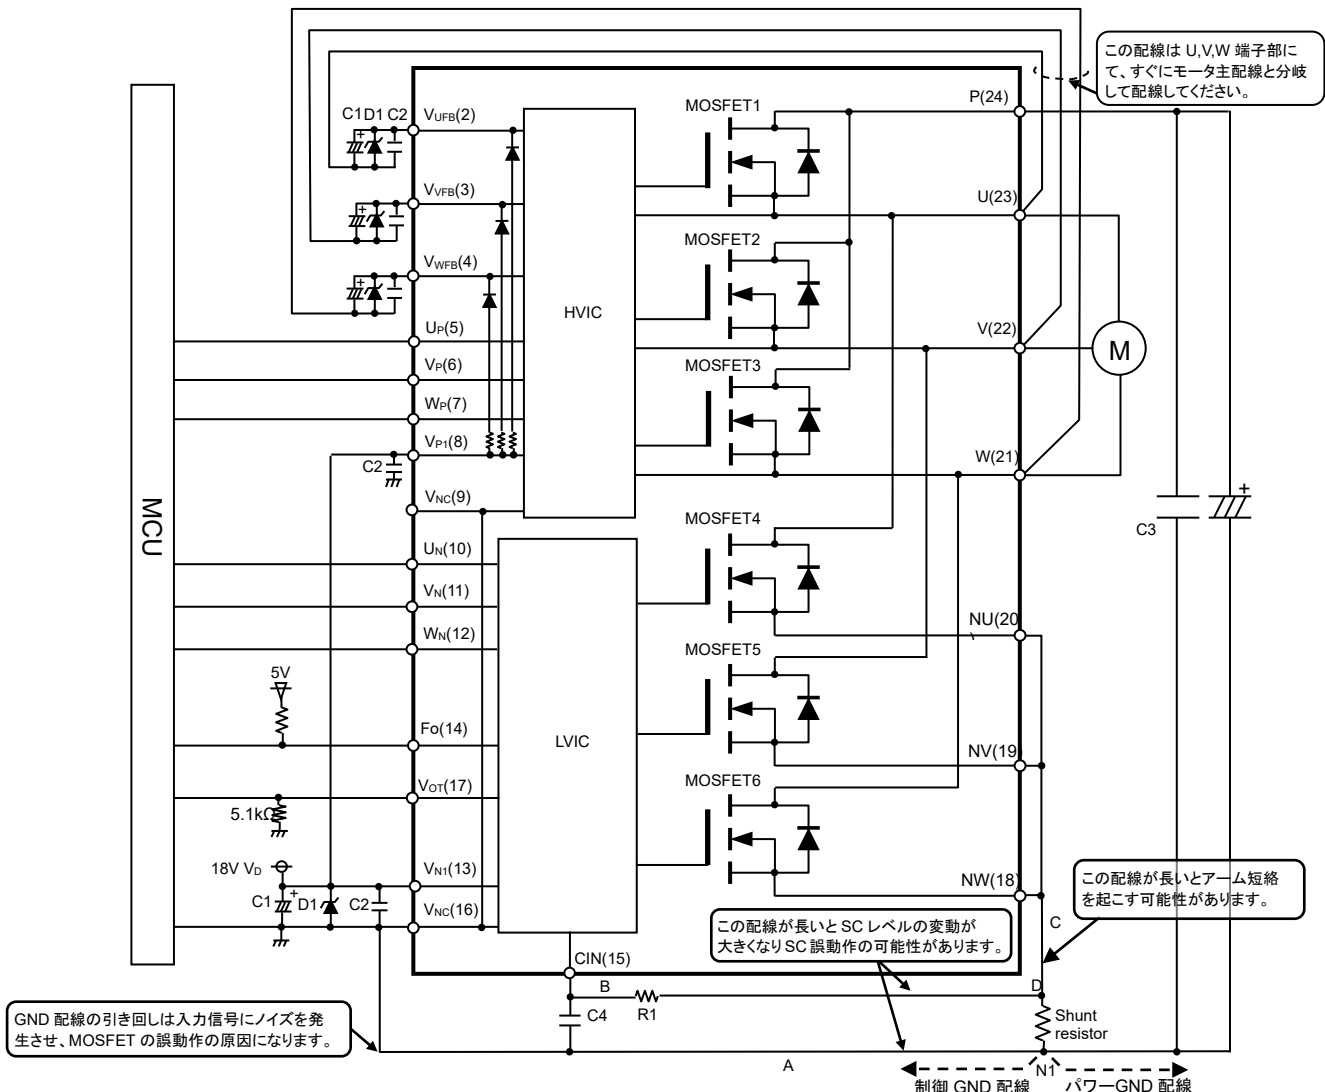 この配線は U,V,W 端子部に
て、すぐにモータ主配線と分岐
して配線してください。
C1 D1 C2
VUFB(2)
MOSFET1
P(24)
VVFB(3)
U(23)
MOSFET2
VWFB(4)
HVIC
UP(5)
V(22)
M
VP(6)
MOSFET3
WP(7)
VP1(8)
W(21)
C2
+
VNC(9)
MCU
MOSFET4
C3
UN(10)
VN(11)
NU(20
WN(12)
MOSFET5
5V
Fo(14)
LVIC
NV(19)
VOT(17)
MOSFET6
5.1kΩ
18V VD
VN1(13)
NW(18)
この配線が長いとアーム短絡
を起こす可能性があります。
C1 + D1 C2
VNC(16)
この配線が長いと SC レベルの変動が
大きくなり SC 誤動作の可能性があります。
C
CIN(15)
B
D
GND 配線の引き回しは入力信号にノイズを発
生させ、MOSFET の誤動作の原因になります。
C4
R1
Shunt
resistor
A
N1
制御 GND 配線
パワーGND 配線